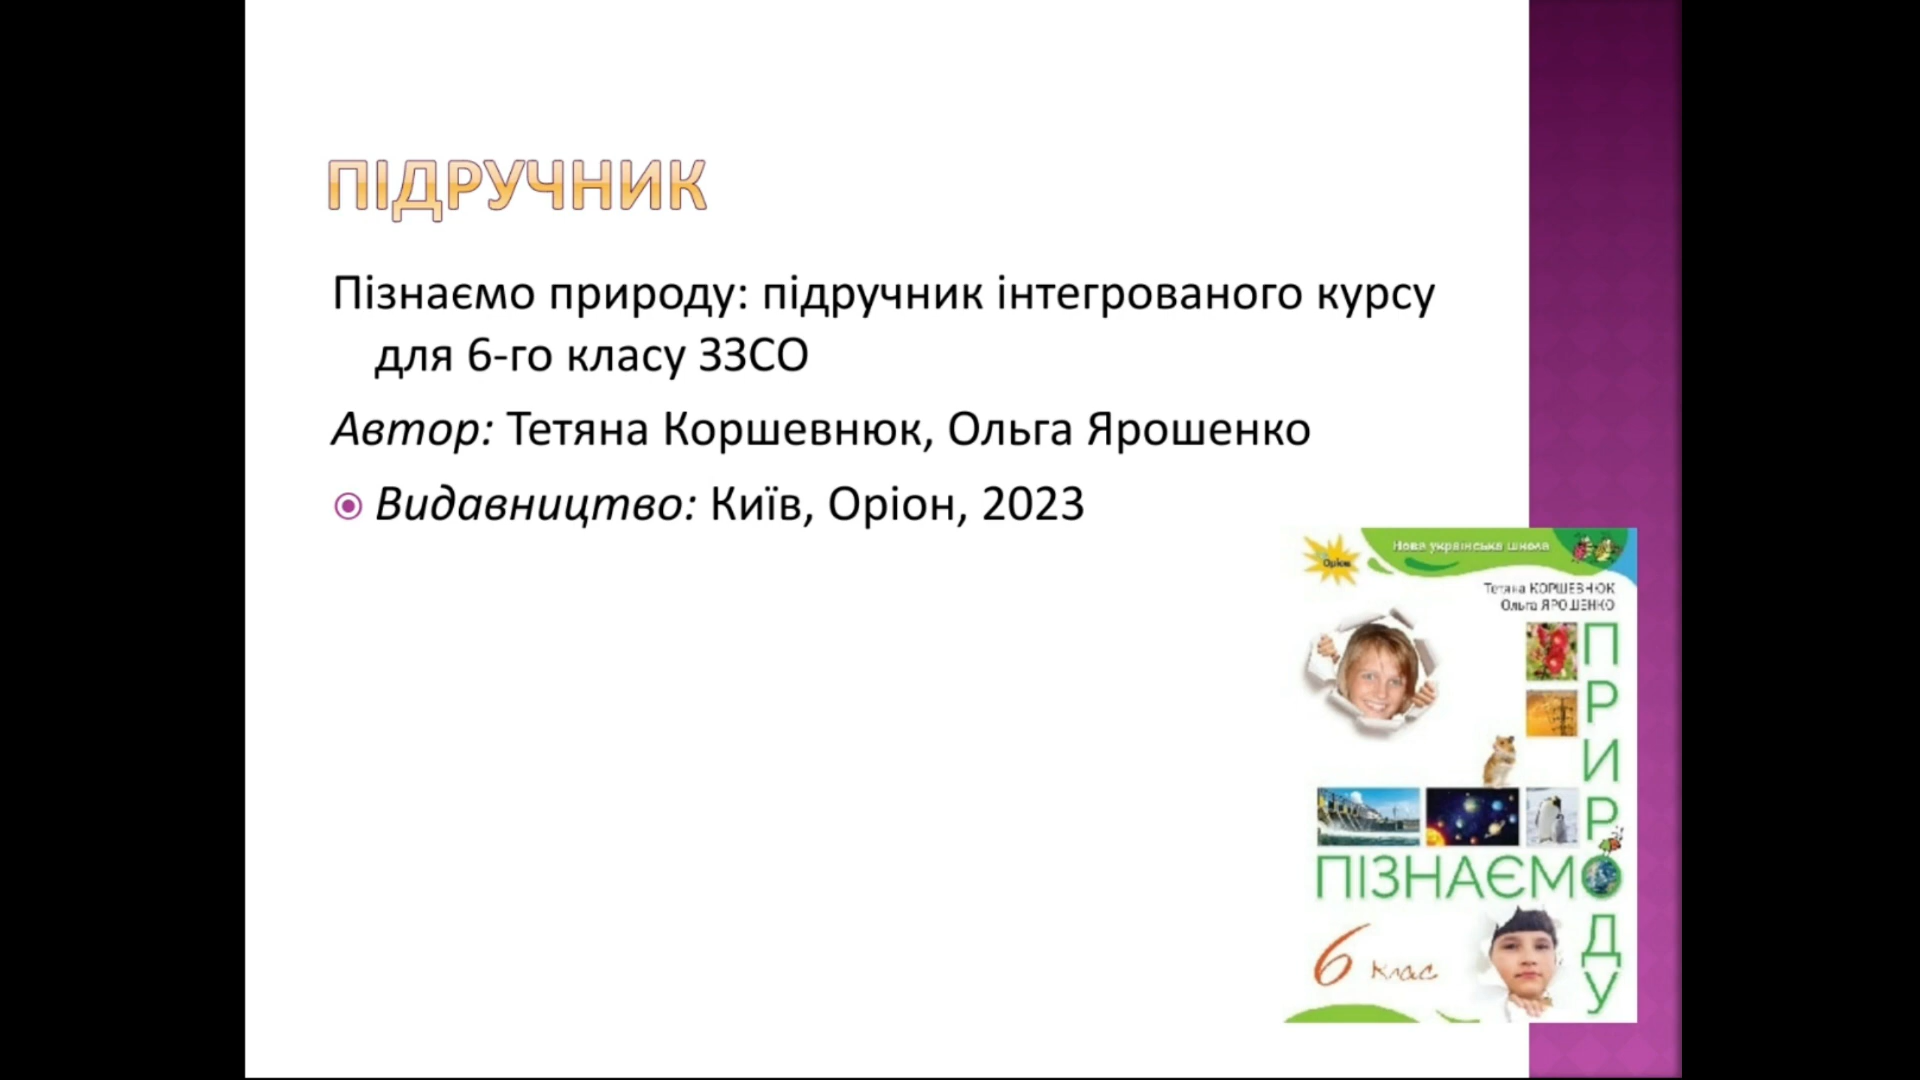 ПІДРУЧНИК
Пізнаємо природу: підручник інтегрованого курсу
для 6-го класу ЗЗСО
Автор: Тетяна Коршевнюк, Ольга Ярошенко
Видавництво: Київ, Оріон, 2023
Оріон
Нова українська школа
Тетяна КОРШЕВНЮК
Ольга ЯРОШЕНКО
ПРИРОДУ
ПІЗНАЄМО
6 клас